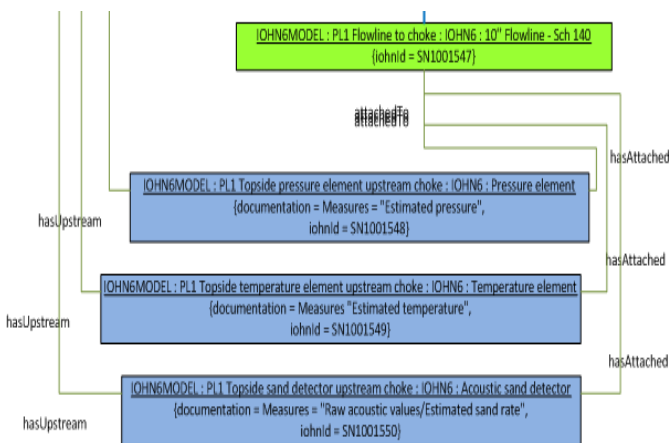 IOHN6MODEL : PL1 Flowline to choke : IOHN6 : 10" Flowline - Sch 140
{iohnId = SN1001547}
attachedTo
attachedTo
attachedTo
hasAttached
IOHN6MODEL : PL1 Topside pressure element upstream choke : IOHN6 : Pressure element
{documentation = Measures = "Estimated pressure",
iohnId = SN1001548}
hasUpstream
hasAttached
IOHN6MODEL : PL1 Topside temperature element upstream choke : IOHN6 : Temperature element
{documentation = Measures "Estimated temperature",
iohnId = SN1001549}
hasUpstream
hasAttached
IOHN6MODEL : PL1 Topside sand detector upstream choke : IOHN6 : Acoustic sand detector
{documentation = Measures = "Raw acoustic values/Estimated sand rate",
iohnId = SN1001550}
hasUpstream